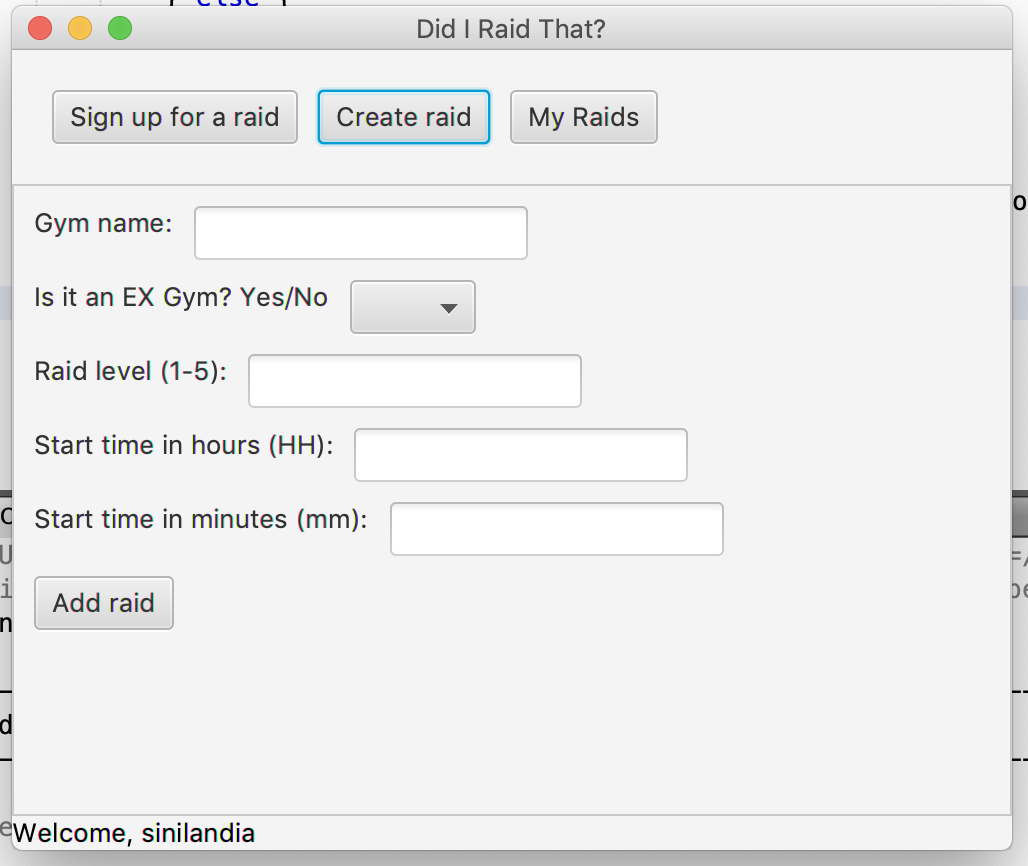 else {
Did I Raid That?
Sign up for a raid Create raid My Raids
Gym name:
Is it an EX Gym? Yes/No
Raid level (1-5):
Start time in hours (HH):
Start time in minutes (mm):
Add raid
Welcome, sinilandia